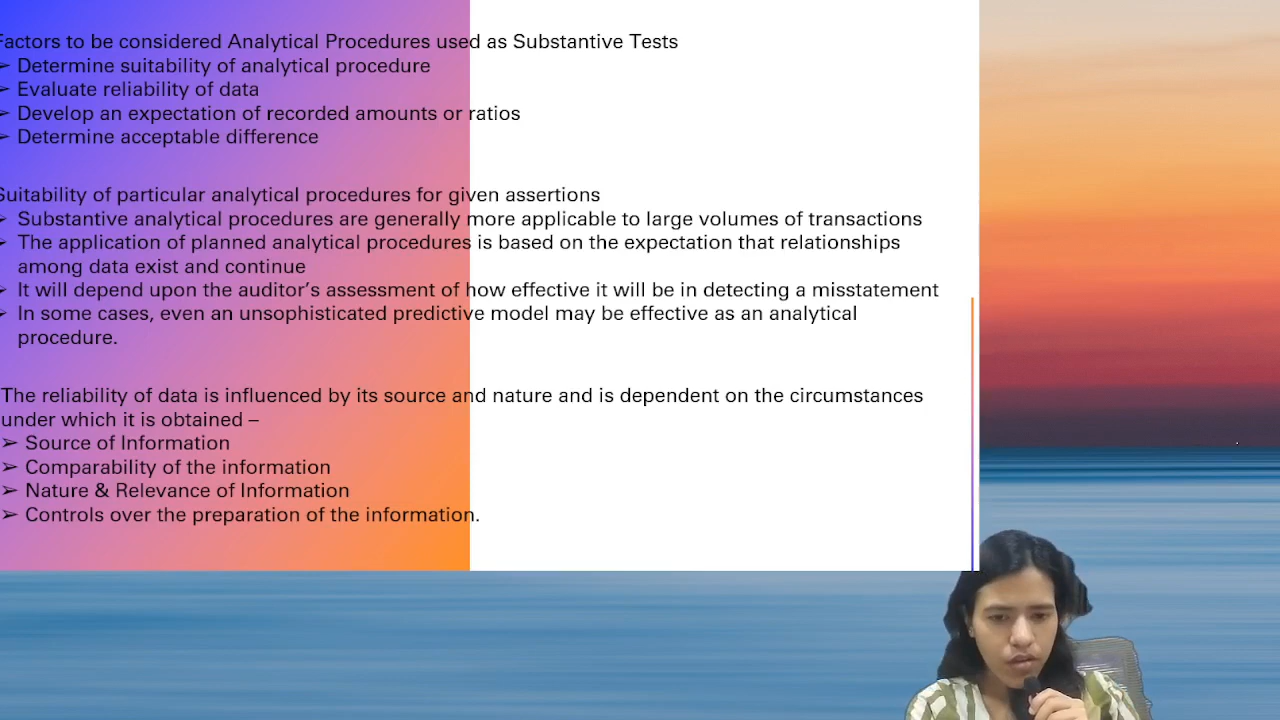 Factors to be considered Analytical Procedures used as Substantive Tests
➢ Determine suitability of analytical procedure
➢ Evaluate reliability of data
➢ Develop an expectation of recorded amounts or ratios
➢ Determine acceptable difference
Suitability of particular analytical procedures for given assertions
➢ Substantive analytical procedures are generally more applicable to large volumes of transactions
➢ The application of planned analytical procedures is based on the expectation that relationships
among data exist and continue
➢ It will depend upon the auditor’s assessment of how effective it will be in detecting a misstatement
➢ In some cases, even an unsophisticated predictive model may be effective as an analytical
procedure.
The reliability of data is influenced by its source and nature and is dependent on the circumstances
under which it is obtained –
➢ Source of Information
➢ Comparability of the information
➢ Nature & Relevance of Information
➢ Controls over the preparation of the information.